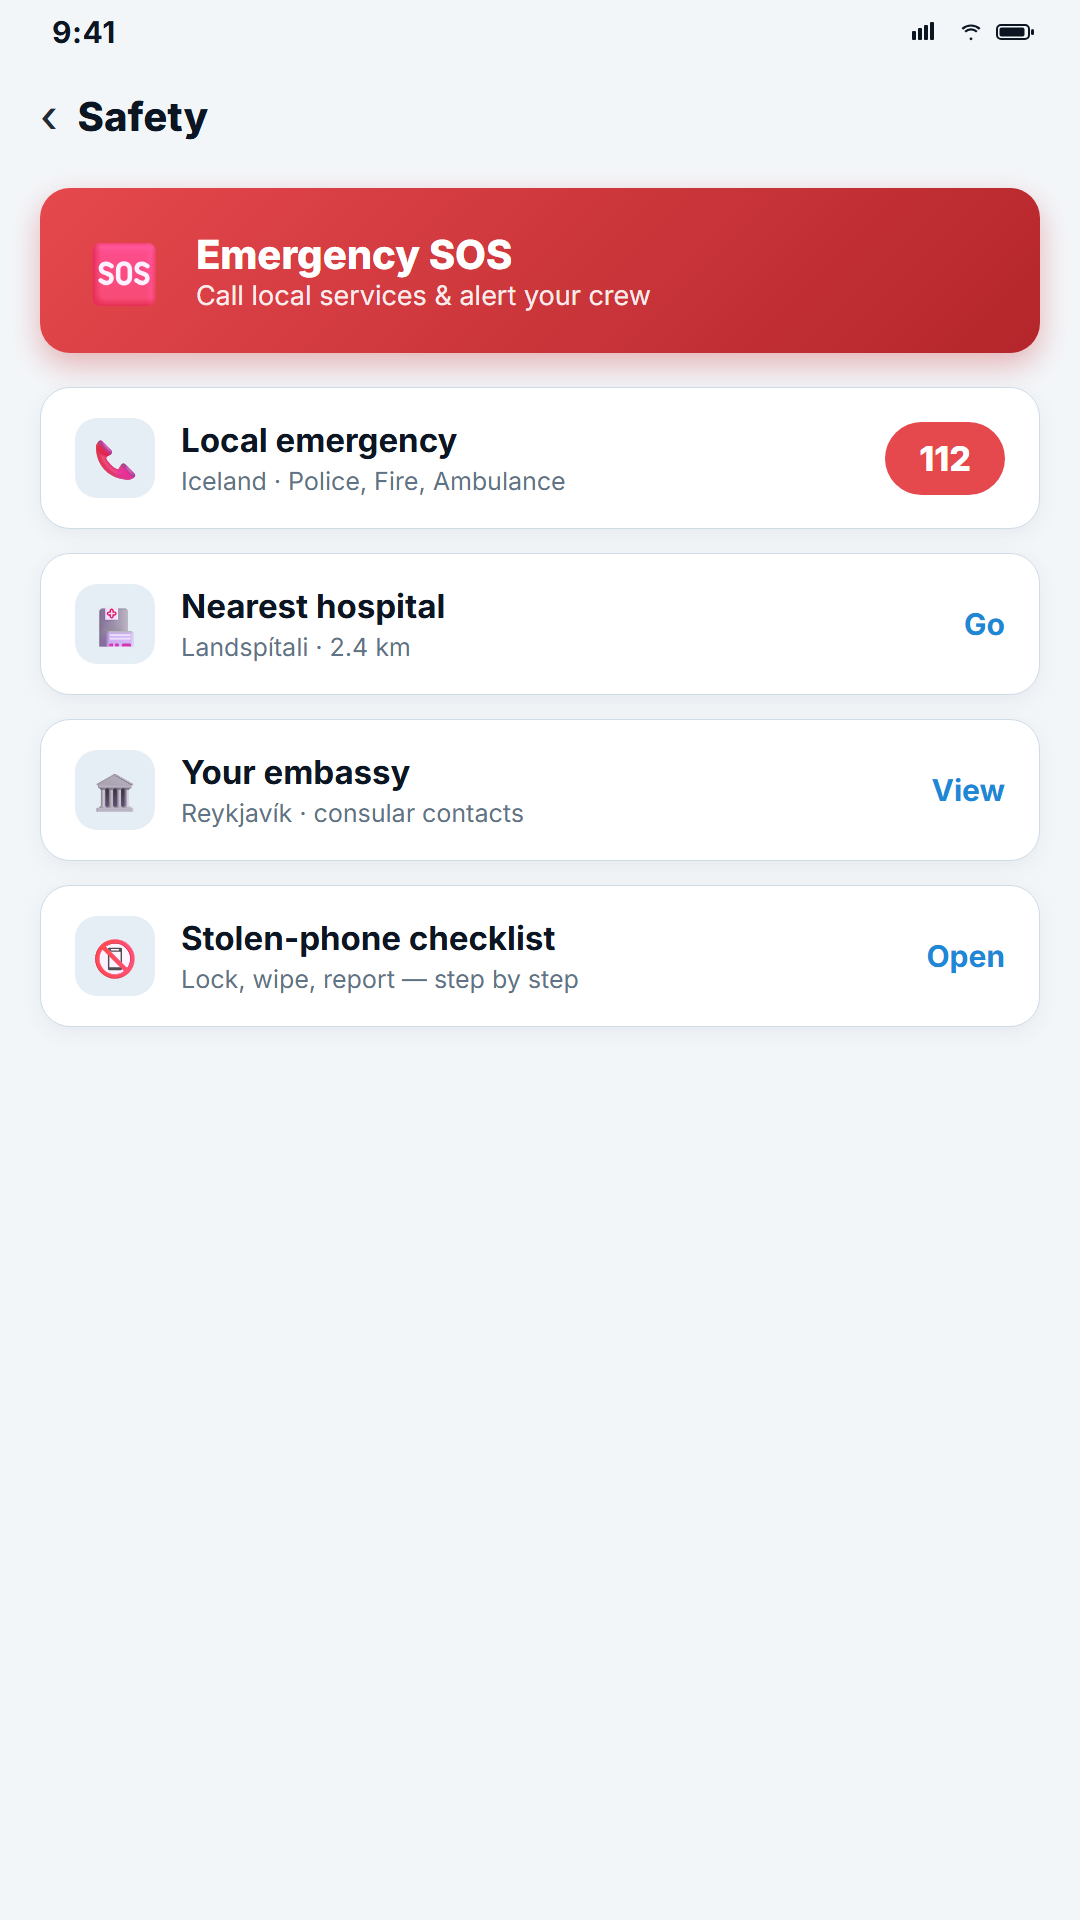 9:41
‹ Safety
SOS
Emergency SOS
Call local services & alert your crew
Local emergency
Iceland · Police, Fire, Ambulance
112
Nearest hospital
Landspítali · 2.4 km
Go
Your embassy
Reykjavík · consular contacts
View
Stolen-phone checklist
Lock, wipe, report — step by step
Open